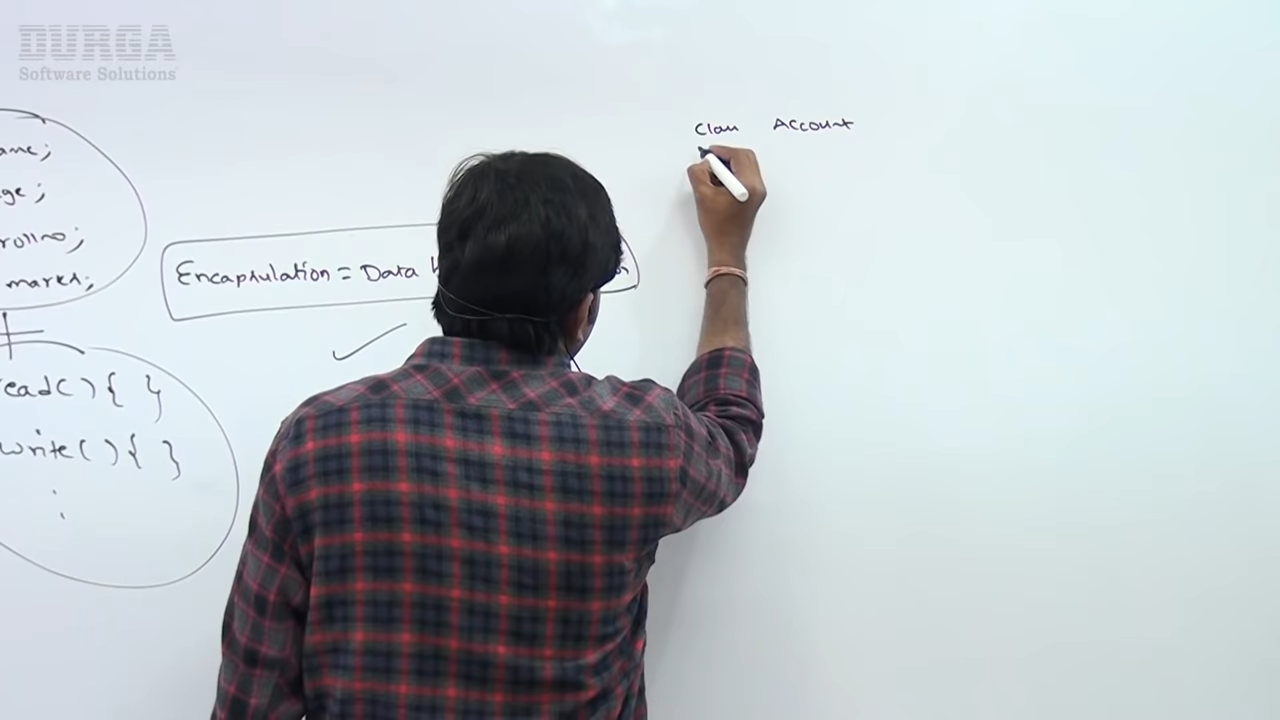 DURGA
Software Solutions
ame;
ge;
rollno;
marks;
Encapsulation = Data
ead() { }
write() { }
Class Account